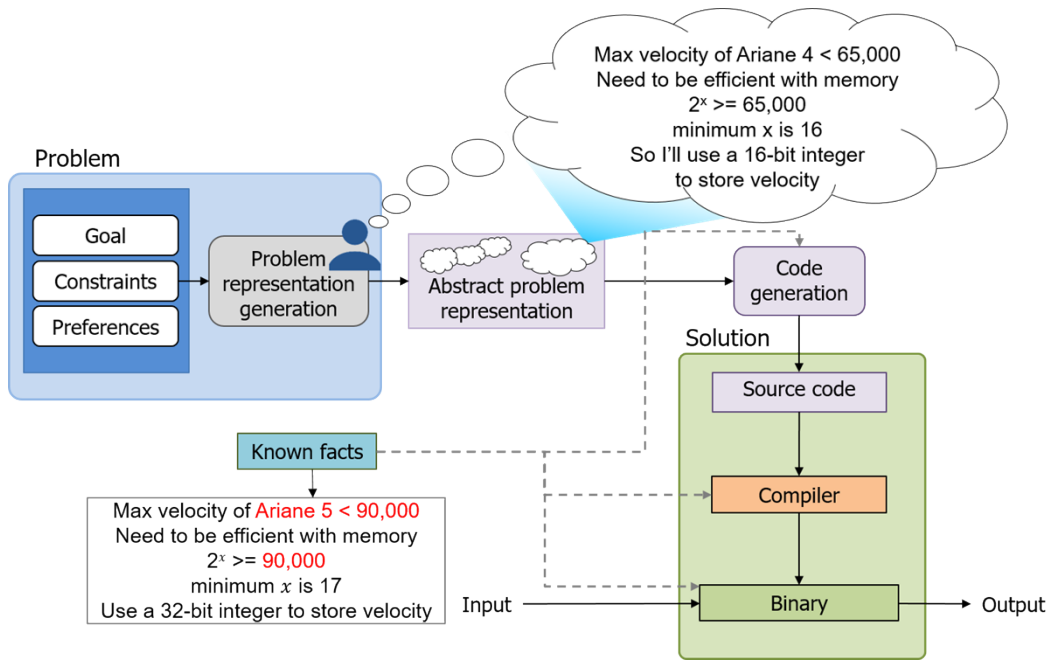 Max velocity of Ariane 4 < 65,000
Need to be efficient with memory
2ˣ >= 65,000
minimum x is 16
So I'll use a 16-bit integer
to store velocity
Problem
Goal
Constraints
Preferences
Problem
representation
generation
Abstract problem
representation
Code
generation
Solution
Source code
Compiler
Binary
Known facts
Max velocity of Ariane 5 < 90,000
Need to be efficient with memory
2ˣ >= 90,000
minimum x is 17
Use a 32-bit integer to store velocity
Input
Output